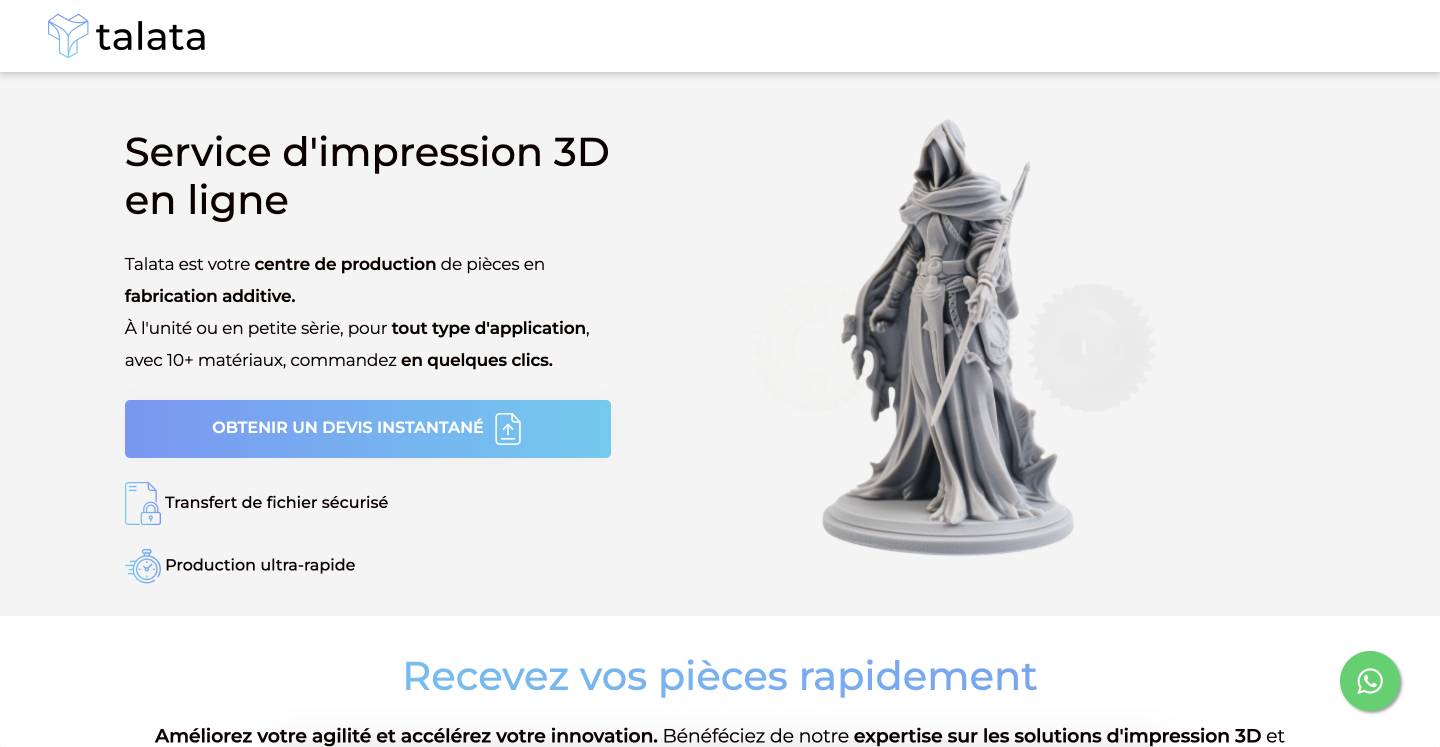 talata
Service d'impression 3D
en ligne
Talata est votre centre de production de pièces en
fabrication additive.
À l'unité ou en petite sèrie, pour tout type d'application,
avec 10+ matériaux, commandez en quelques clics.
OBTENIR UN DEVIS INSTANTANÉ
Transfert de fichier sécurisé
Production ultra-rapide
Recevez vos pièces rapidement
Améliorez votre agilité et accélérez votre innovation. Bénéféciez de notre expertise sur les solutions d'impression 3D et